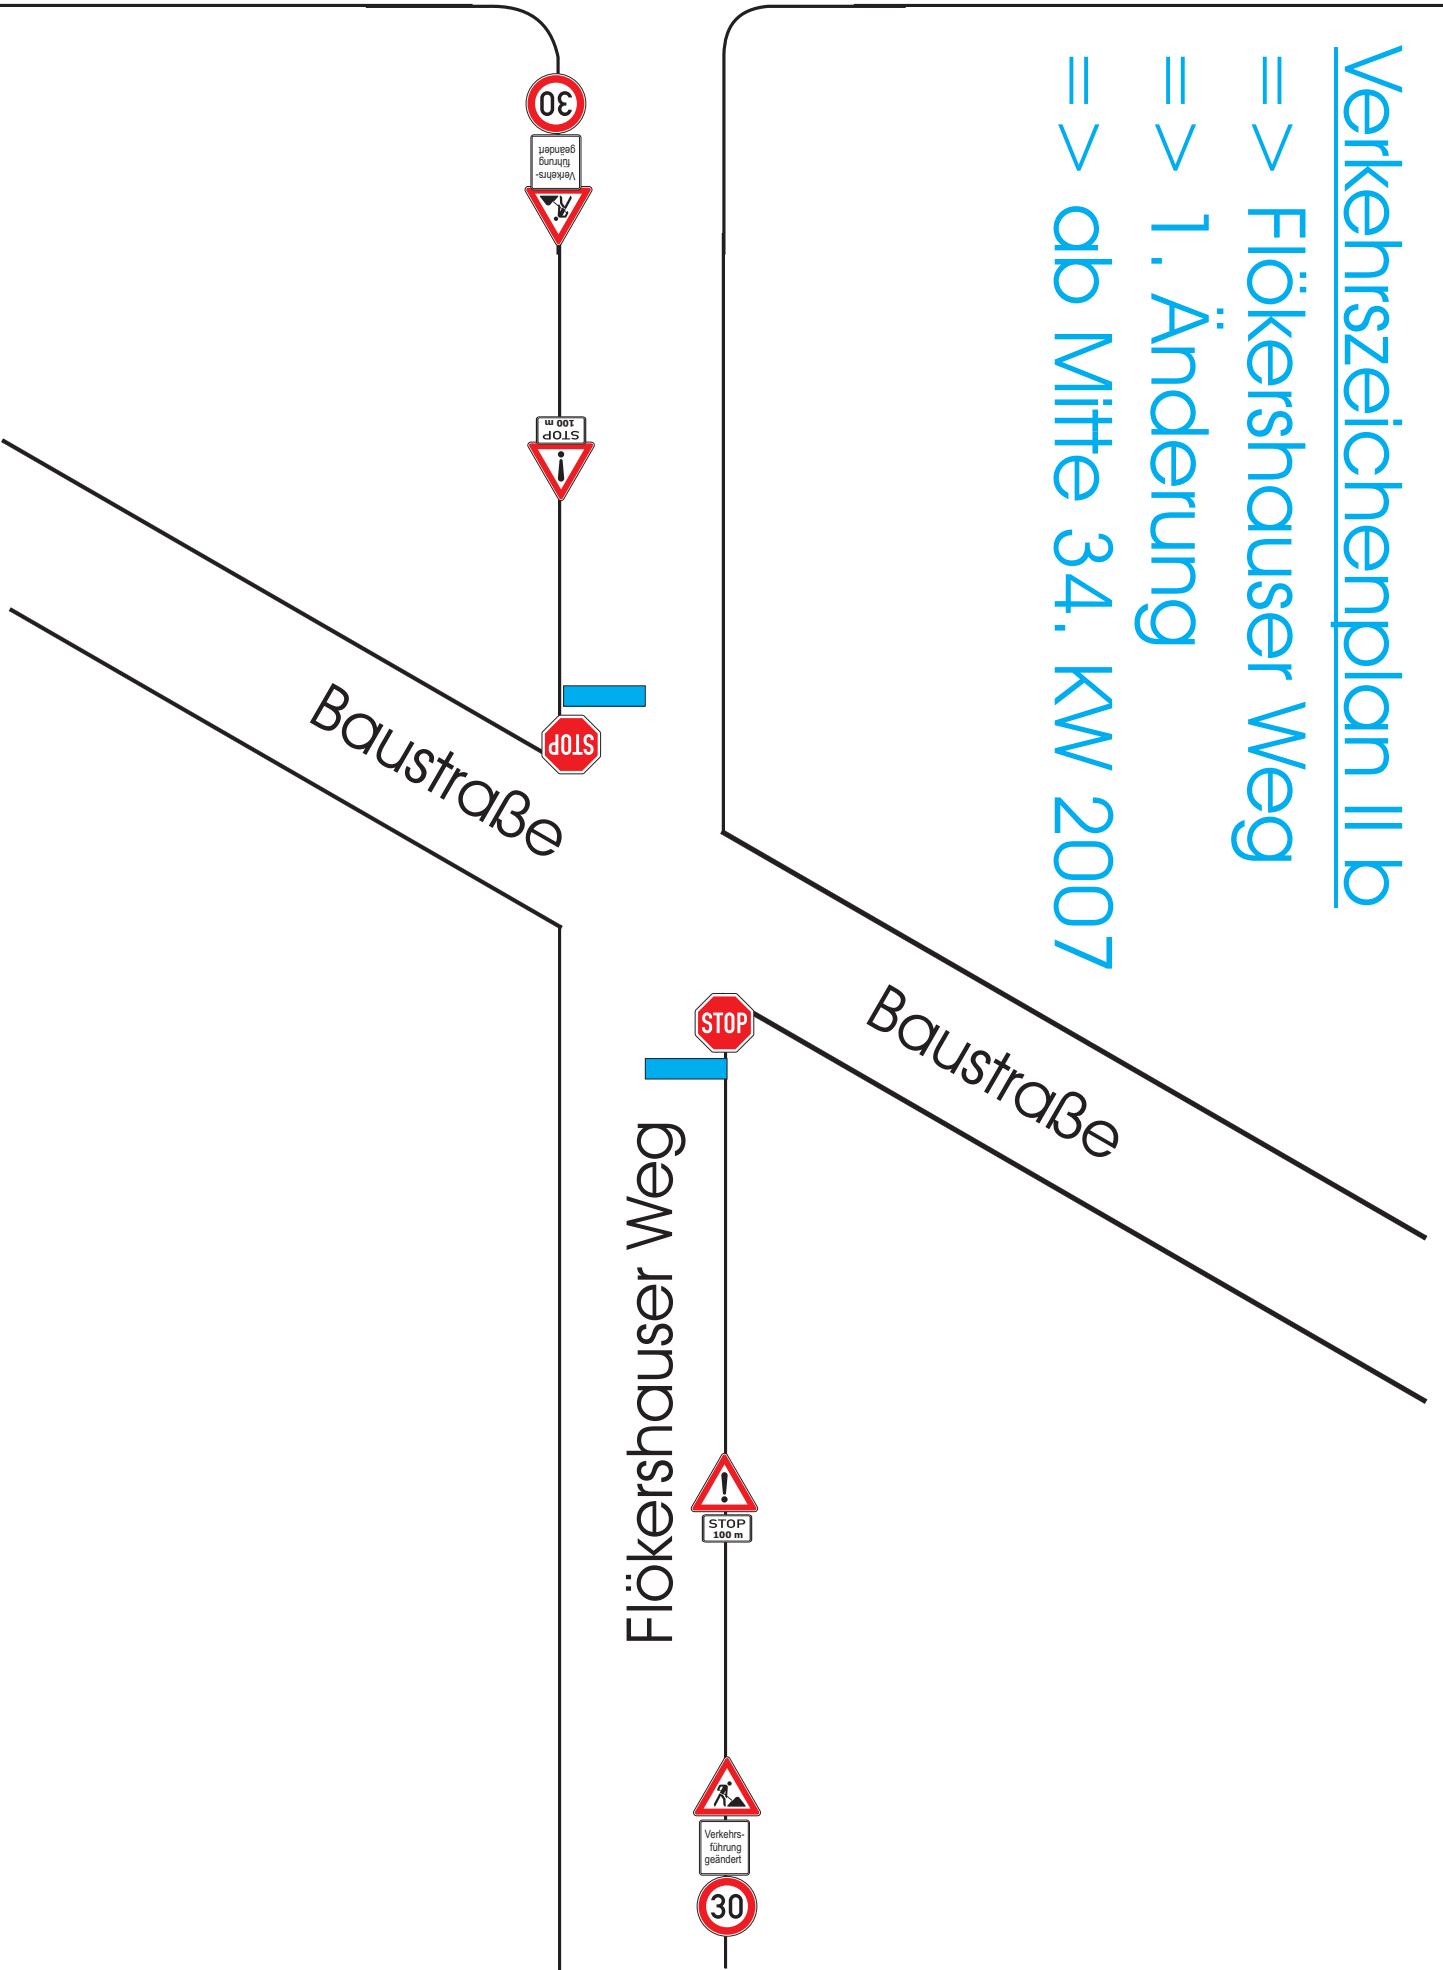 Verkehrszeichenplan II b
=> Flökershauser Weg
=> 1. Änderung
=> ab Mitte 34. KW 2007
30
Verkehrs-
führung
geändert
STOP
100 m
STOP
Baustraße
STOP
Baustraße
Flökershauser Weg
STOP
100 m
Verkehrs-
führung
geändert
30